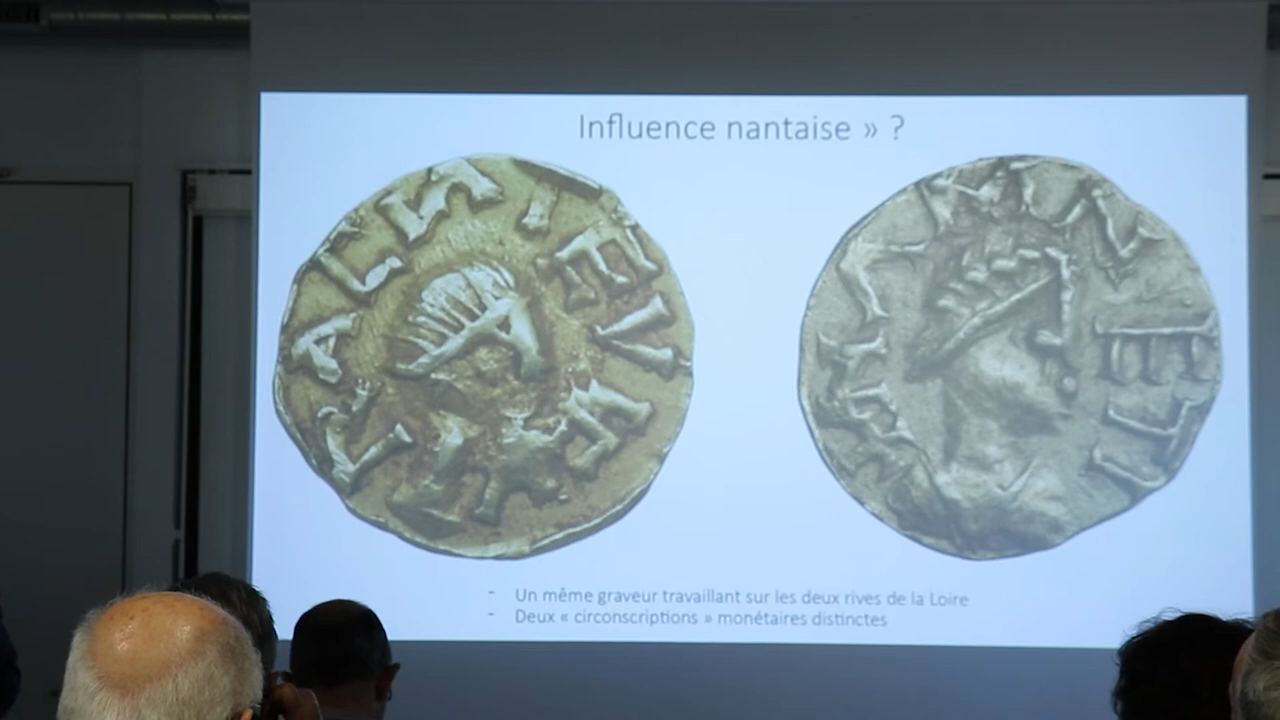 Influence nantaise » ?
- Un même graveur travaillant sur les deux rives de la Loire
- Deux « circonscriptions » monétaires distinctes